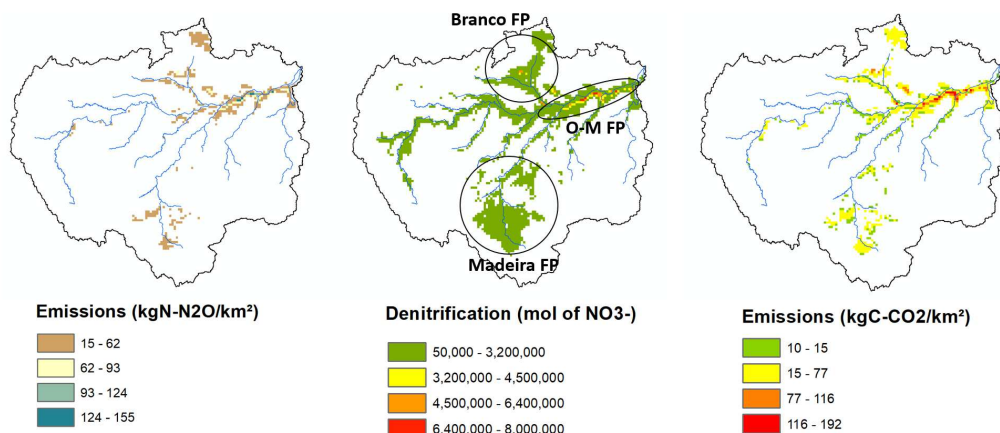 Branco FP
O-M FP
Madeira FP
Emissions (kgN-N2O/km²)
15 - 62
62 - 93
93 - 124
124 - 155
Denitrification (mol of NO3-)
50,000 - 3,200,000
3,200,000 - 4,500,000
4,500,000 - 6,400,000
6,400,000 - 8,000,000
Emissions (kgC-CO2/km²)
10 - 15
15 - 77
77 - 116
116 - 192